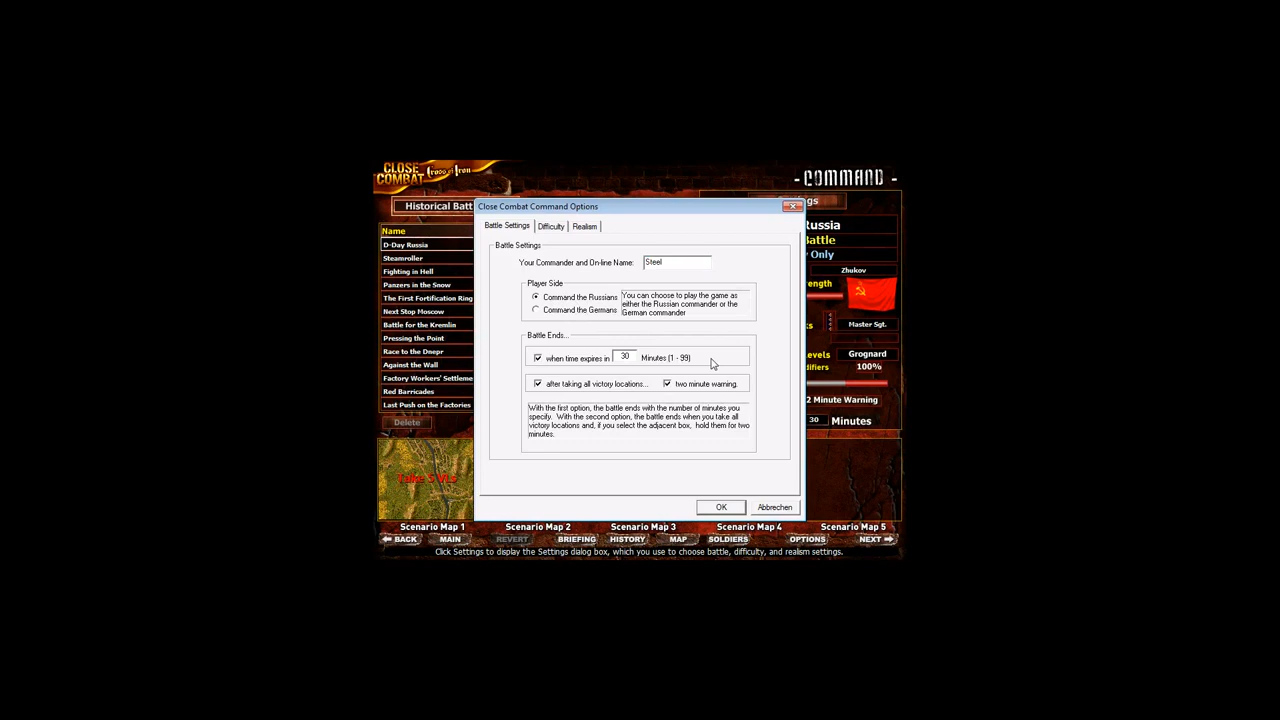 CLOSE COMBAT Cross of Iron
- COMMAND -
Historical Batt
gs
Close Combat Command Options
Battle Settings Difficulty Realism
Battle Settings
Your Commander and On-line Name: Steel
Player Side
Command the Russians
Command the Germans
You can choose to play the game as
either the Russian commander or the
German commander
Battle Ends...
when time expires in 30 Minutes (1 - 99)
after taking all victory locations... two minute warning.
With the first option, the battle ends with the number of minutes you
specify. With the second option, the battle ends when you take all
victory locations and, if you select the adjacent box, hold them for two
minutes.
OK Abbrechen
Name
D-Day Russia
Steamroller
Fighting in Hell
Panzers in the Snow
The First Fortification Ring
Next Stop Moscow
Battle for the Kremlin
Pressing the Point
Race to the Dnepr
Against the Wall
Factory Workers' Settleme
Red Barricades
Last Push on the Factories
Delete
Russia
Battle
Only
Zhukov
rength
ks
Master Sgt.
evels Grognard
difiers 100%
2 Minute Warning
30 Minutes
Take 5 VLs
Scenario Map 1 Scenario Map 2 Scenario Map 3 Scenario Map 4 Scenario Map 5
BACK MAIN REVERT BRIEFING HISTORY MAP SOLDIERS OPTIONS NEXT
Click Settings to display the Settings dialog box, which you use to choose battle, difficulty, and realism settings.